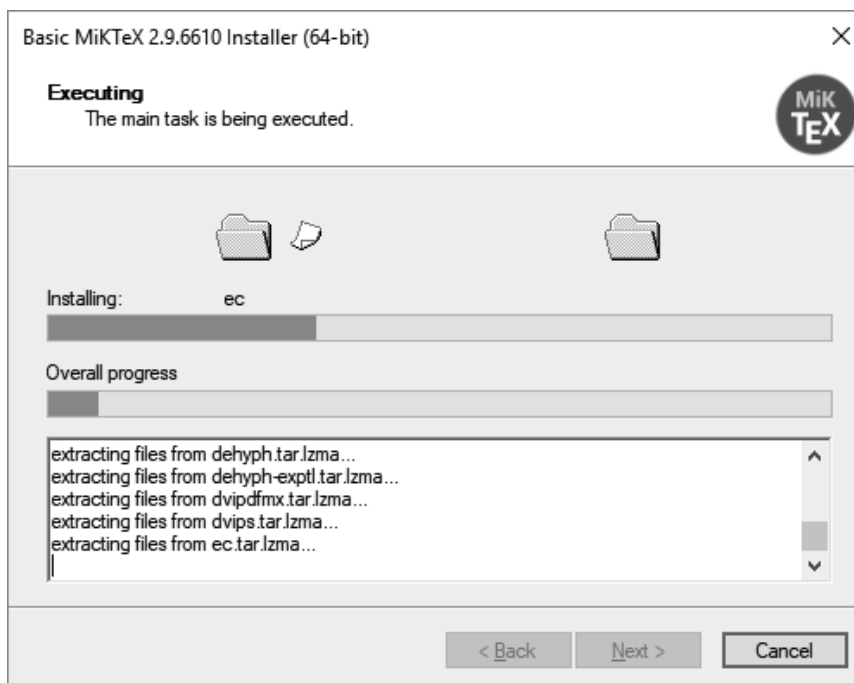 Basic MiKTeX 2.9.6610 Installer (64-bit)
Executing
The main task is being executed.
MiK
TEX
Installing: ec
Overall progress
extracting files from dehyph.tar.lzma...
extracting files from dehyph-exptl.tar.lzma...
extracting files from dvipdfmx.tar.lzma...
extracting files from dvips.tar.lzma...
extracting files from ec.tar.lzma...
< Back Next > Cancel